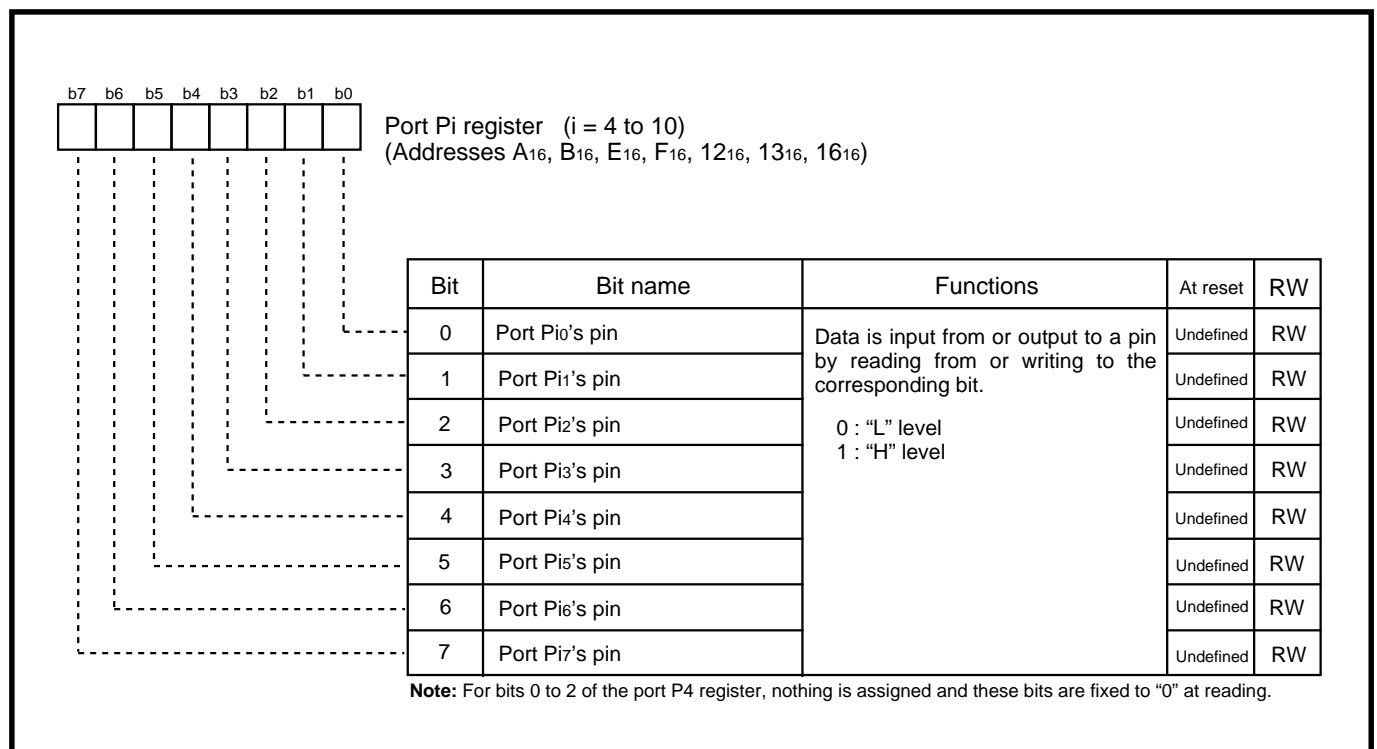 b7 b6 b5 b4 b3 b2 b1 b0
Port Pi register (i = 4 to 10)
(Addresses A16, B16, E16, F16, 1216, 1316, 1616)
Bit Bit name Functions At reset RW
0 Port Pi0’s pin Undefined RW
Data is input from or output to a pin
by reading from or writing to the
corresponding bit.
0 : “L” level
1 : “H” level
1 Port Pi1’s pin Undefined RW
2 Port Pi2’s pin Undefined RW
3 Port Pi3’s pin Undefined RW
4 Port Pi4’s pin Undefined RW
5 Port Pi5’s pin Undefined RW
6 Port Pi6’s pin Undefined RW
7 Port Pi7’s pin Undefined RW
Note: For bits 0 to 2 of the port P4 register, nothing is assigned and these bits are fixed to “0” at reading.